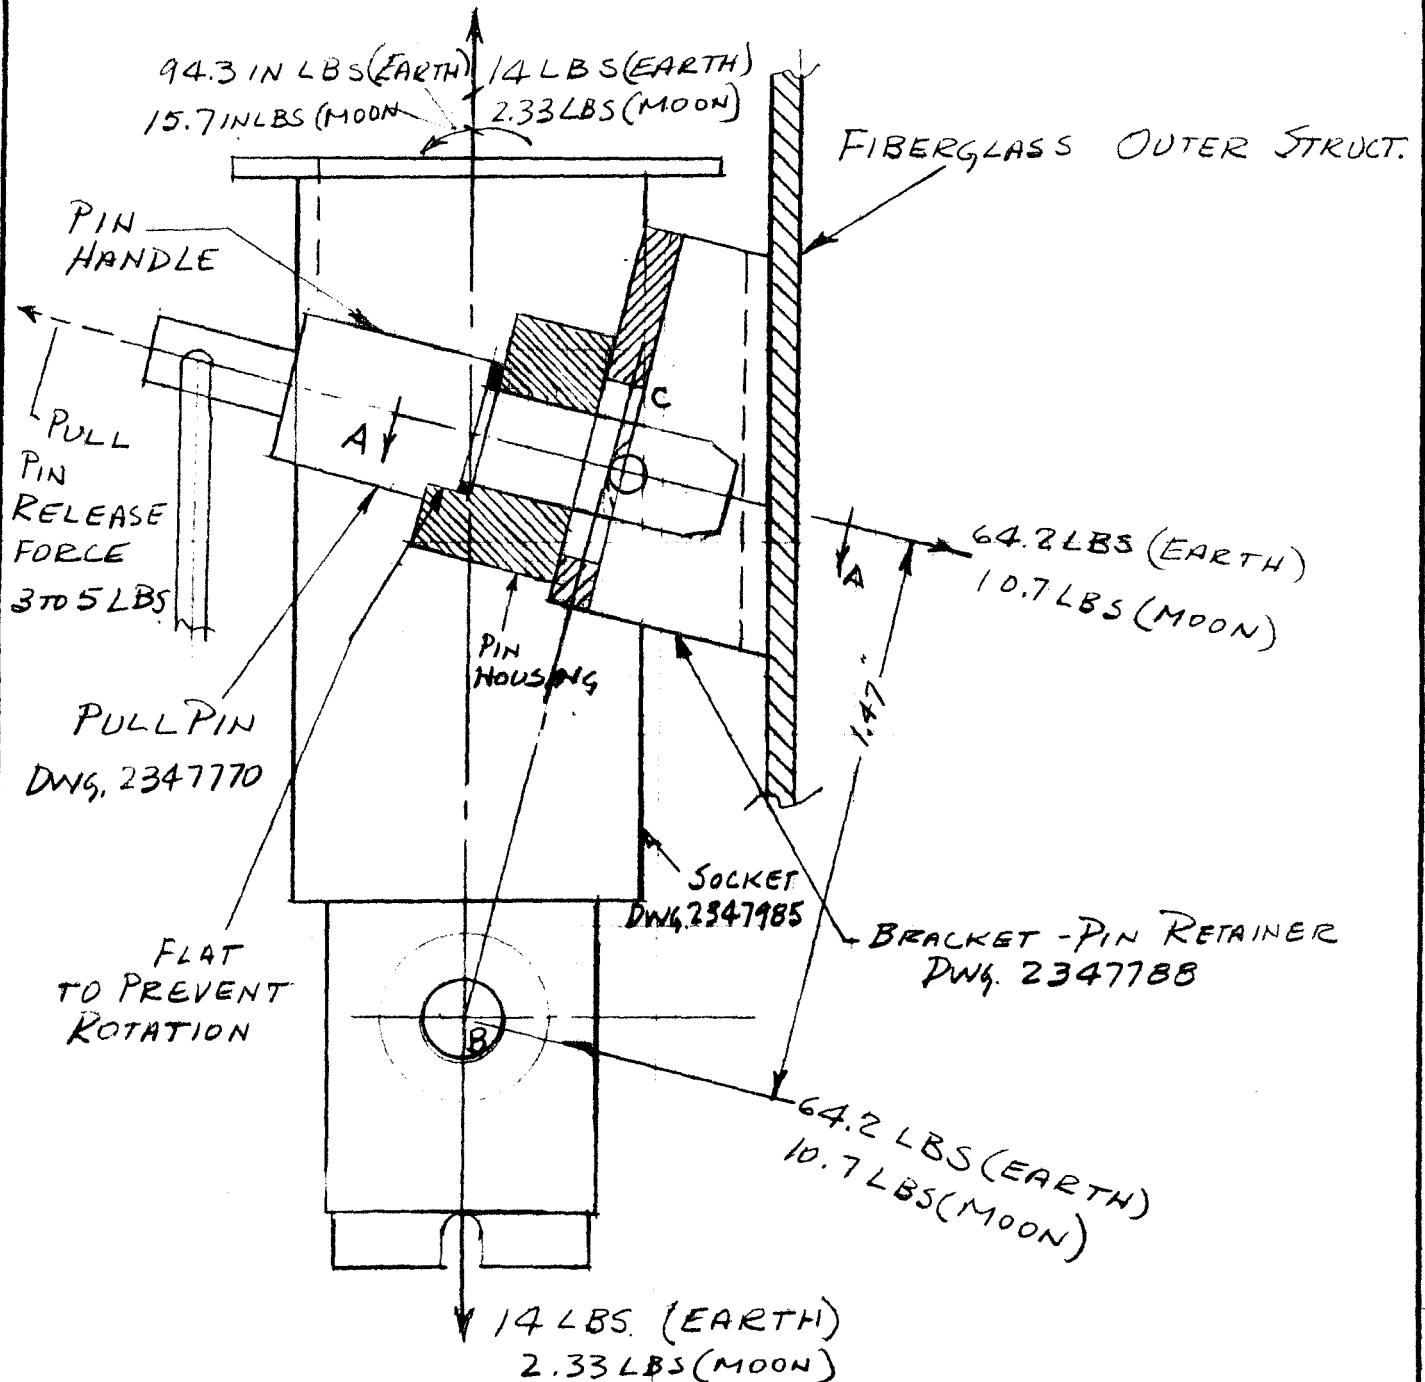 94.3 IN LBS (EARTH)
15.7 IN LBS (MOON
14 LBS (EARTH)
2.33 LBS (MOON)
FIBERGLASS OUTER STRUCT.
PIN
HANDLE
C
A
PULL
PIN
RELEASE
FORCE
3 TO 5 LBS
64.2 LBS (EARTH)
10.7 LBS (MOON)
A
PIN
HOUSING
1.47"
PULL PIN
DWG. 2347770
SOCKET
DWG. 2347985
BRACKET - PIN RETAINER
DWG. 2347788
FLAT
TO PREVENT
ROTATION
B
64.2 LBS (EARTH)
10.7 LBS (MOON)
14 LBS. (EARTH)
2.33 LBS (MOON)